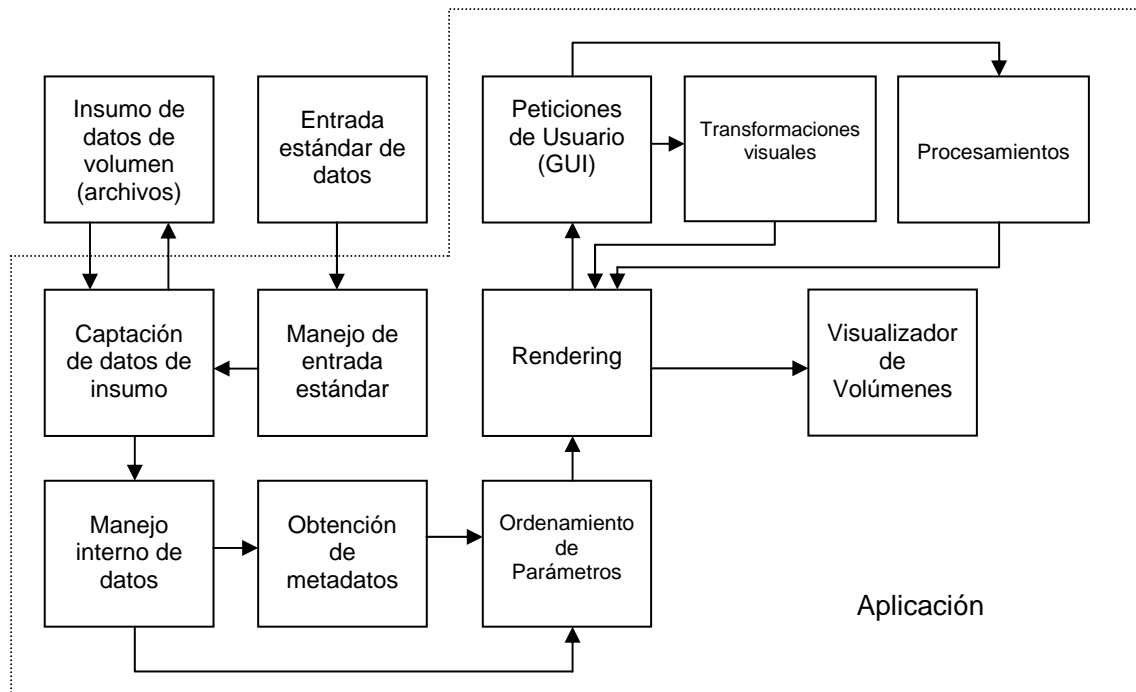 Insumo de
datos de
volumen
(archivos)
Entrada
estándar de
datos
Peticiones
de Usuario
(GUI)
Transformaciones
visuales
Procesamientos
Captación
de datos de
insumo
Manejo de
entrada
estándar
Rendering
Visualizador
de
Volúmenes
Manejo
interno de
datos
Obtención
de
metadatos
Ordenamiento
de
Parámetros
Aplicación